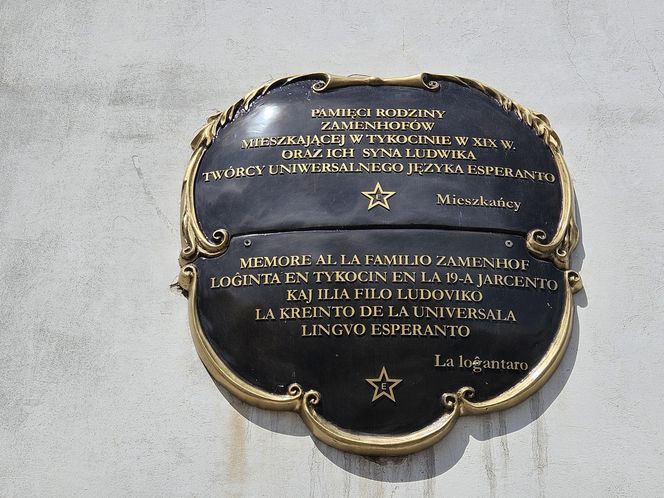 PAMIĘCI RODZINY
ZAMENHOFÓW
MIESZKAJĄCEJ W TYKOCINIE W XIX W.
ORAZ ICH SYNA LUDWIKA
TWÓRCY UNIWERSALNEGO JĘZYKA ESPERANTO
E
Mieszkańcy
MEMORE AL LA FAMILIO ZAMENHOF
LOĜINTA EN TYKOCIN EN LA 19-A JARCENTO
KAJ ILIA FILO LUDOVIKO
LA KREINTO DE LA UNIVERSALA
LINGVO ESPERANTO
La loĝantaro
E